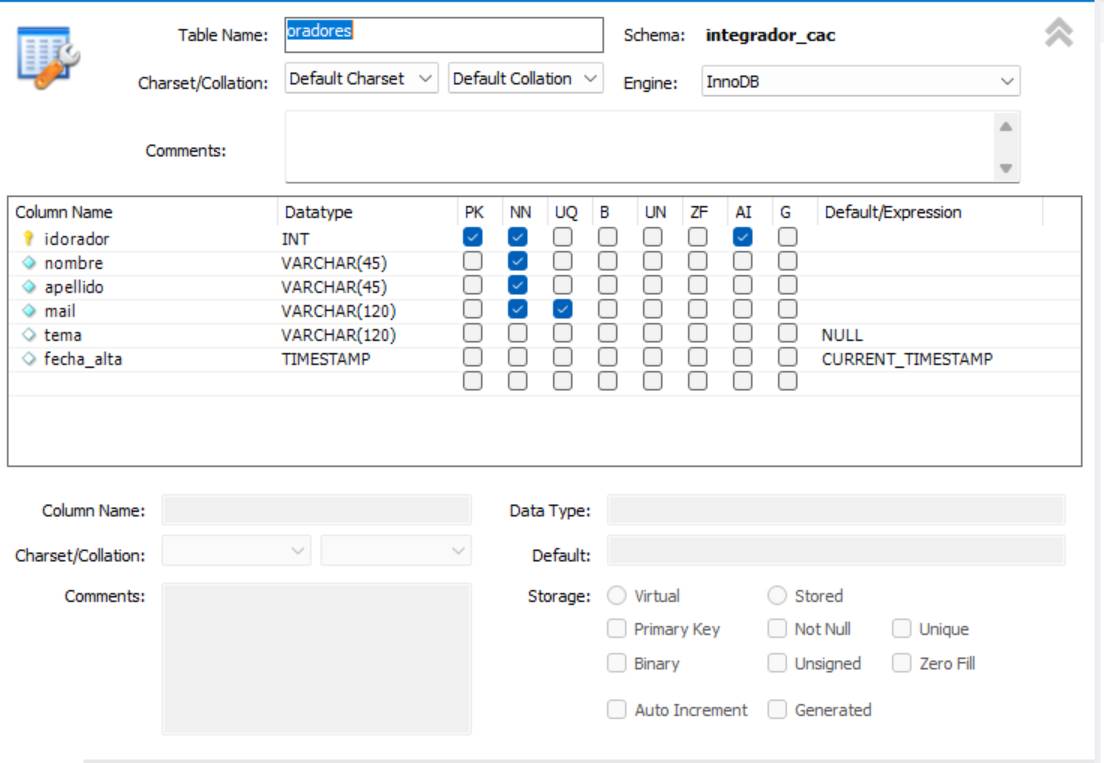 Table Name: oradores Schema: integrador_cac
Charset/Collation: Default Charset Default Collation Engine: InnoDB
Comments:
Column Name Datatype PK NN UQ B UN ZF AI G Default/Expression
idorador INT
nombre VARCHAR(45)
apellido VARCHAR(45)
mail VARCHAR(120)
tema VARCHAR(120) NULL
fecha_alta TIMESTAMP CURRENT_TIMESTAMP
Column Name: Data Type:
Charset/Collation: Default:
Comments: Storage: Virtual Stored
Primary Key Not Null Unique
Binary Unsigned Zero Fill
Auto Increment Generated